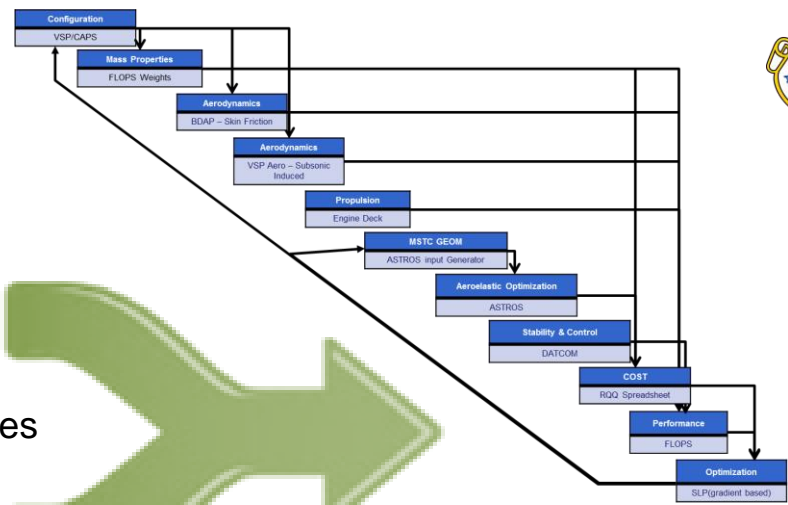 Configuration
VSP/CAPS
Mass Properties
FLOPS Weights
Aerodynamics
BDAP – Skin Friction
Aerodynamics
VSP Aero – Subsonic
Induced
Propulsion
Engine Deck
MSTC GEOM
ASTROS input Generator
Aeroelastic Optimization
ASTROS
Stability & Control
DATCOM
COST
RQQ Spreadsheet
es
Performance
FLOPS
Optimization
SLP(gradient based)